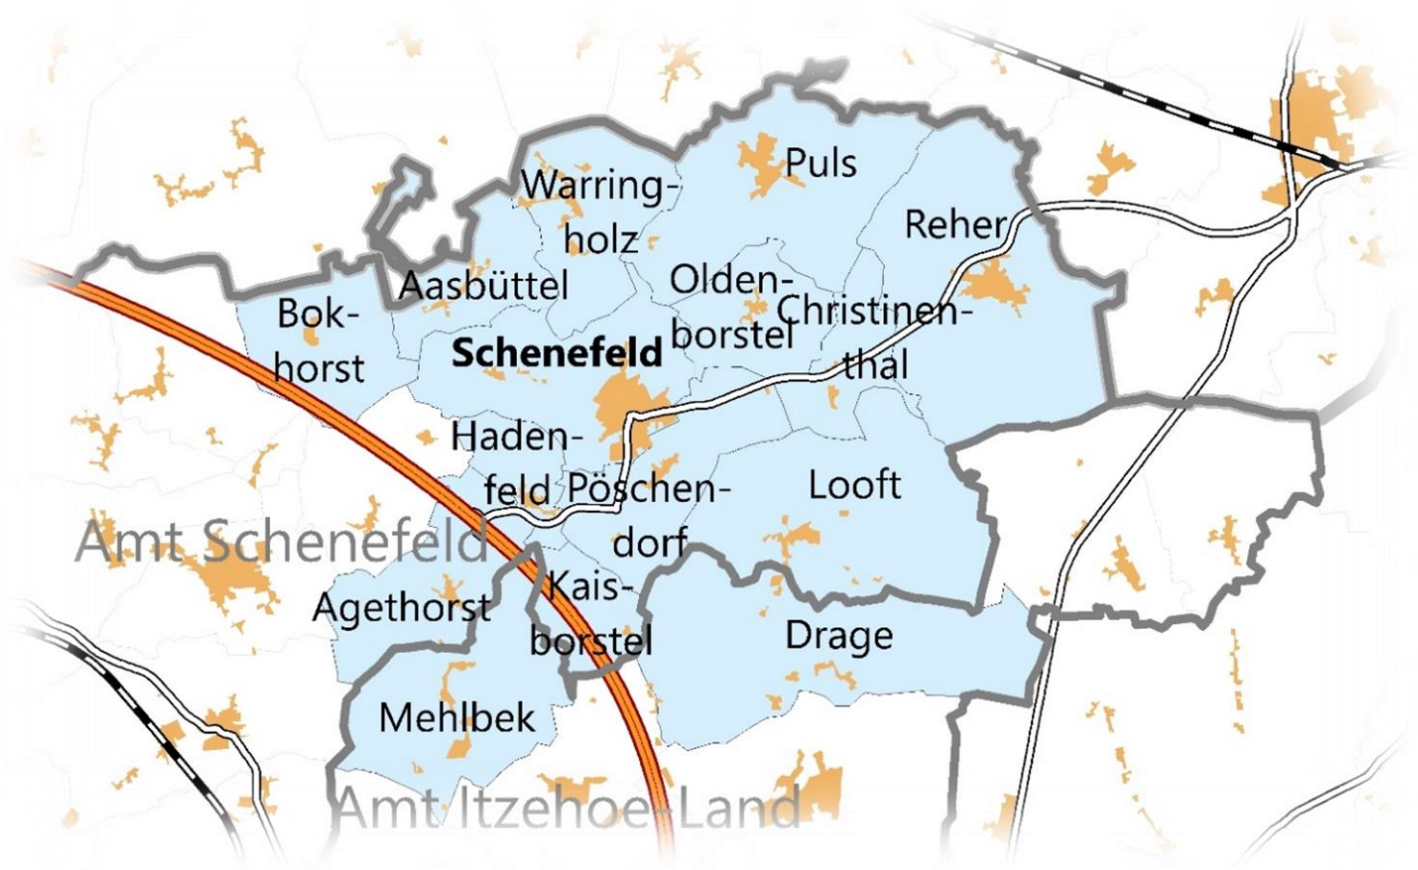 Puls
Warring-
holz
Reher
Olden-
borstel
Christinen-
thal
Aasbüttel
Bok-
horst
Schenefeld
Haden-
feld
Pöschen-
dorf
Looft
Amt Schenefeld
Kais-
borstel
Agethorst
Drage
Mehlbek
Amt Itzehoe-Land